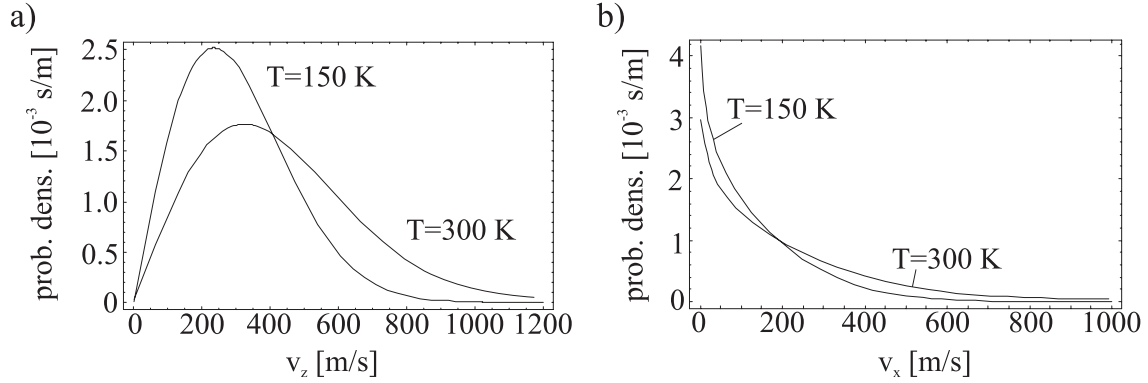 a)
prob. dens. [10⁻³ s/m]
2.5
2.0
1.5
1.0
0.5
0
T=150 K
T=300 K
0 200 400 600 800 1000 1200
v_z [m/s]
b)
prob. dens. [10⁻³ s/m]
4
3
2
1
0
T=150 K
T=300 K
0 200 400 600 800 1000
v_x [m/s]